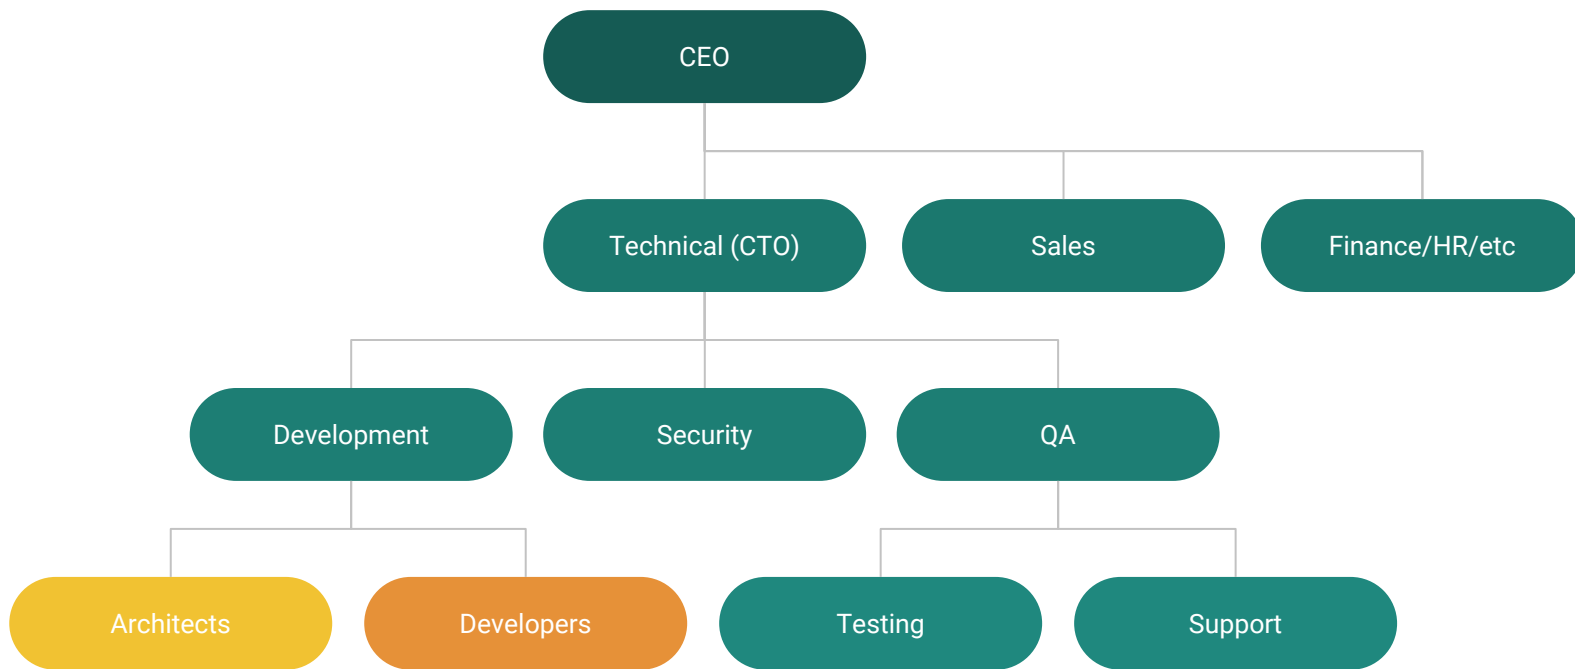 CEO
Technical (CTO)
Sales
Finance/HR/etc
Development
Security
QA
Architects
Developers
Testing
Support